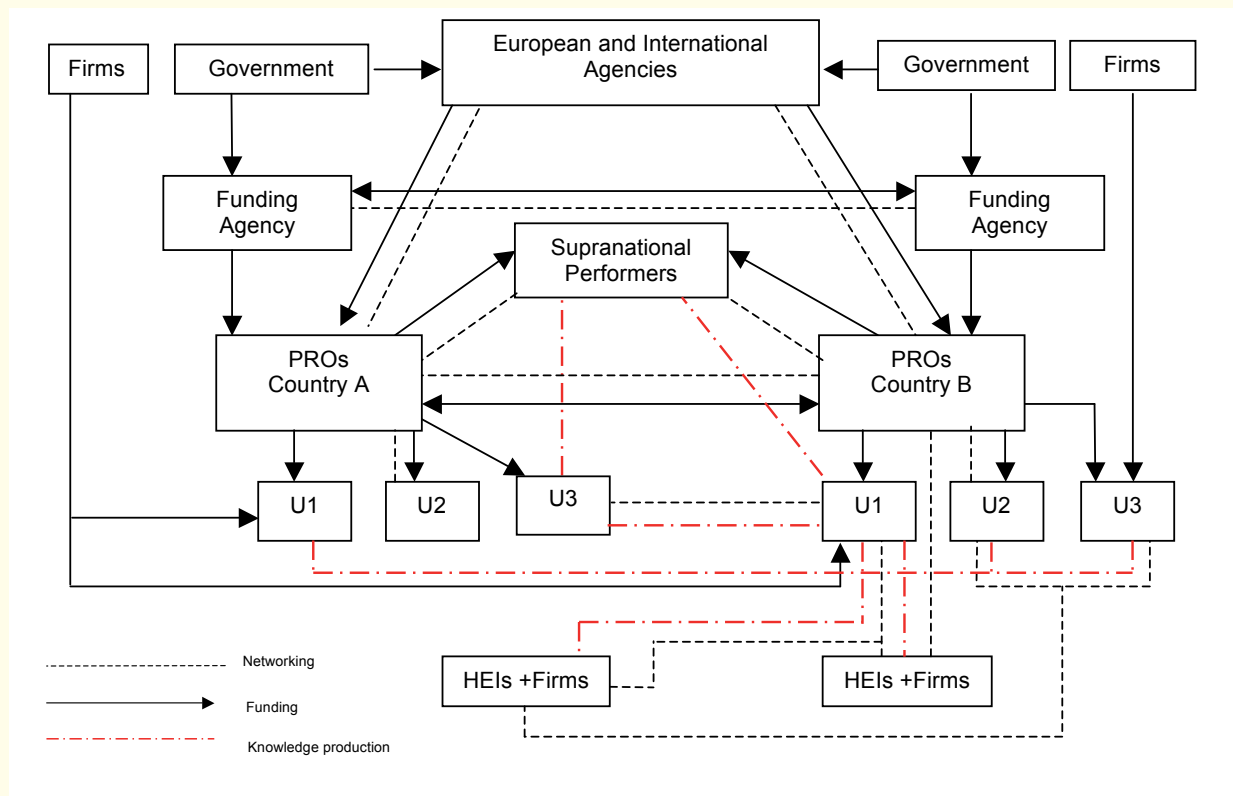 European and International
Agencies
Firms
Government
Government
Firms
Funding
Agency
Funding
Agency
Supranational
Performers
PROs
Country A
PROs
Country B
U1
U2
U3
U1
U2
U3
HEIs +Firms
HEIs +Firms
Networking
Funding
Knowledge production